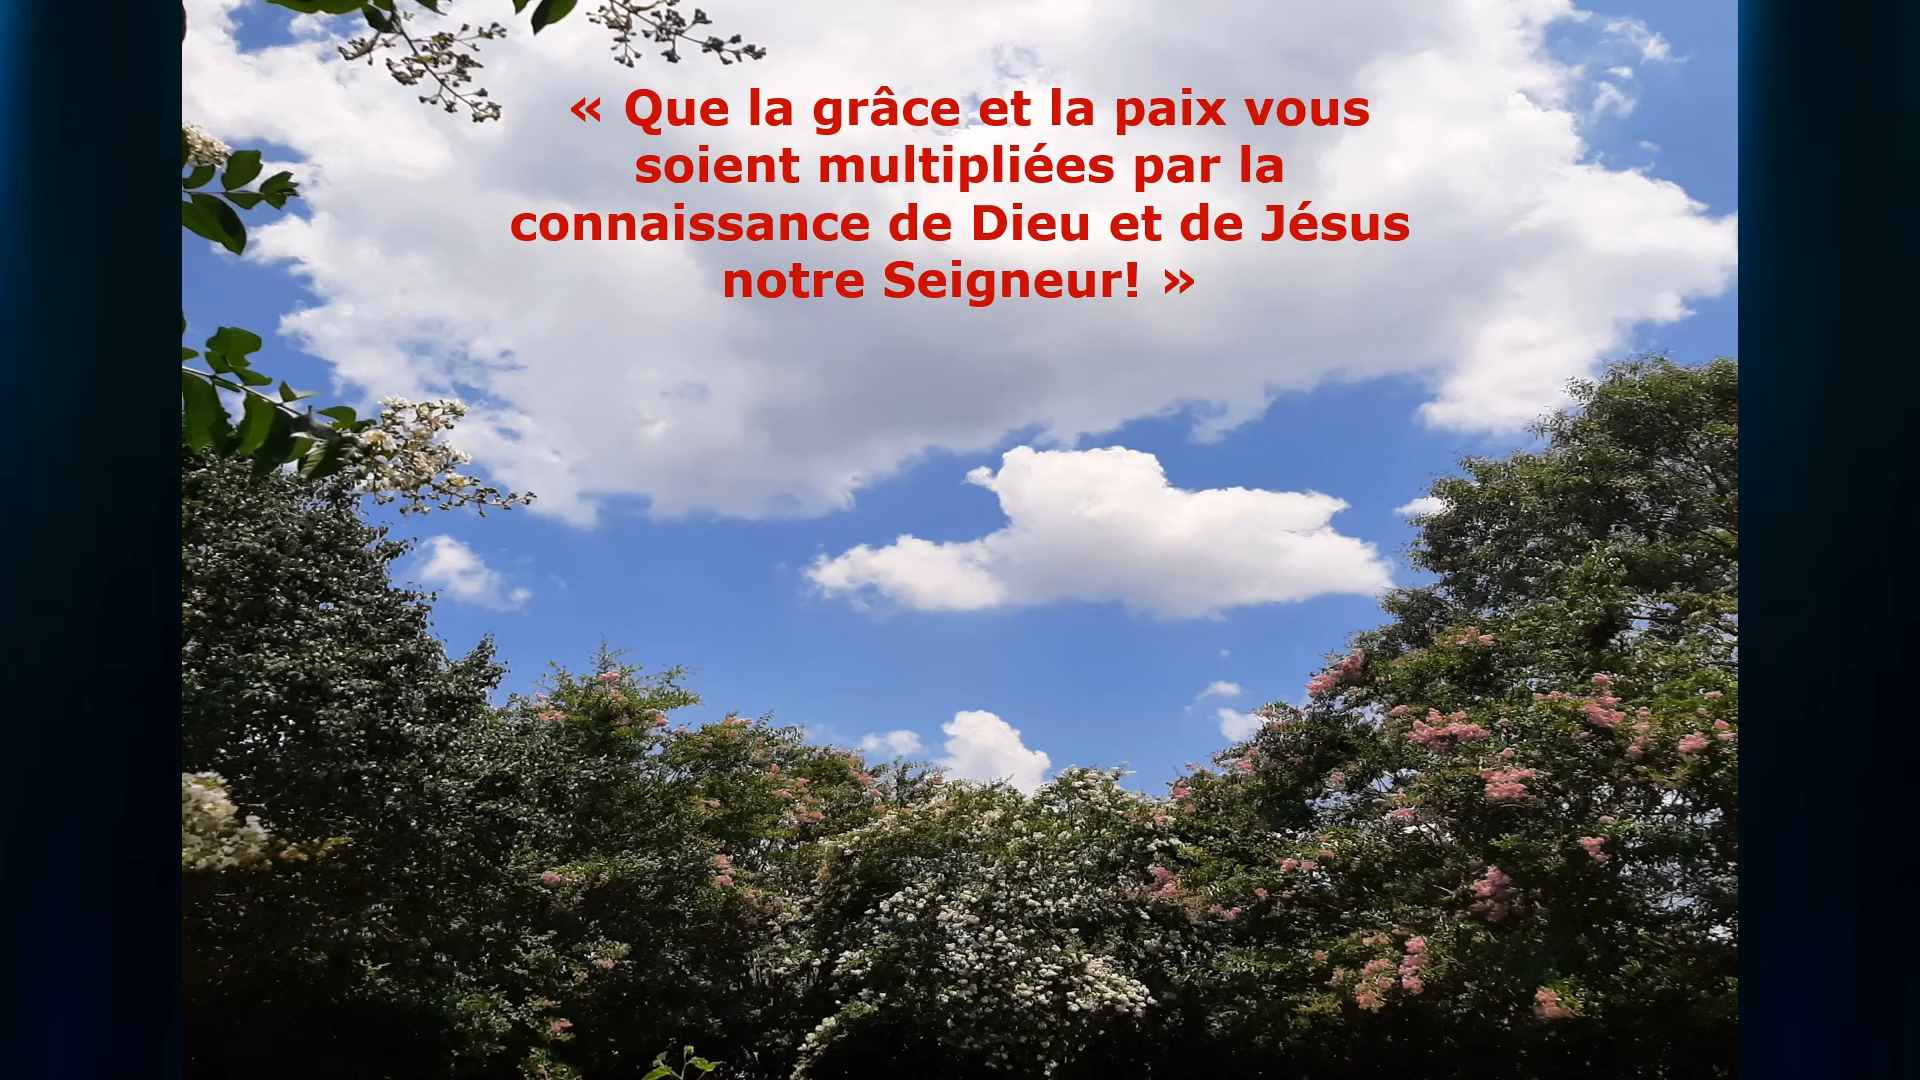 « Que la grâce et la paix vous
soient multipliées par la
connaissance de Dieu et de Jésus
notre Seigneur! »